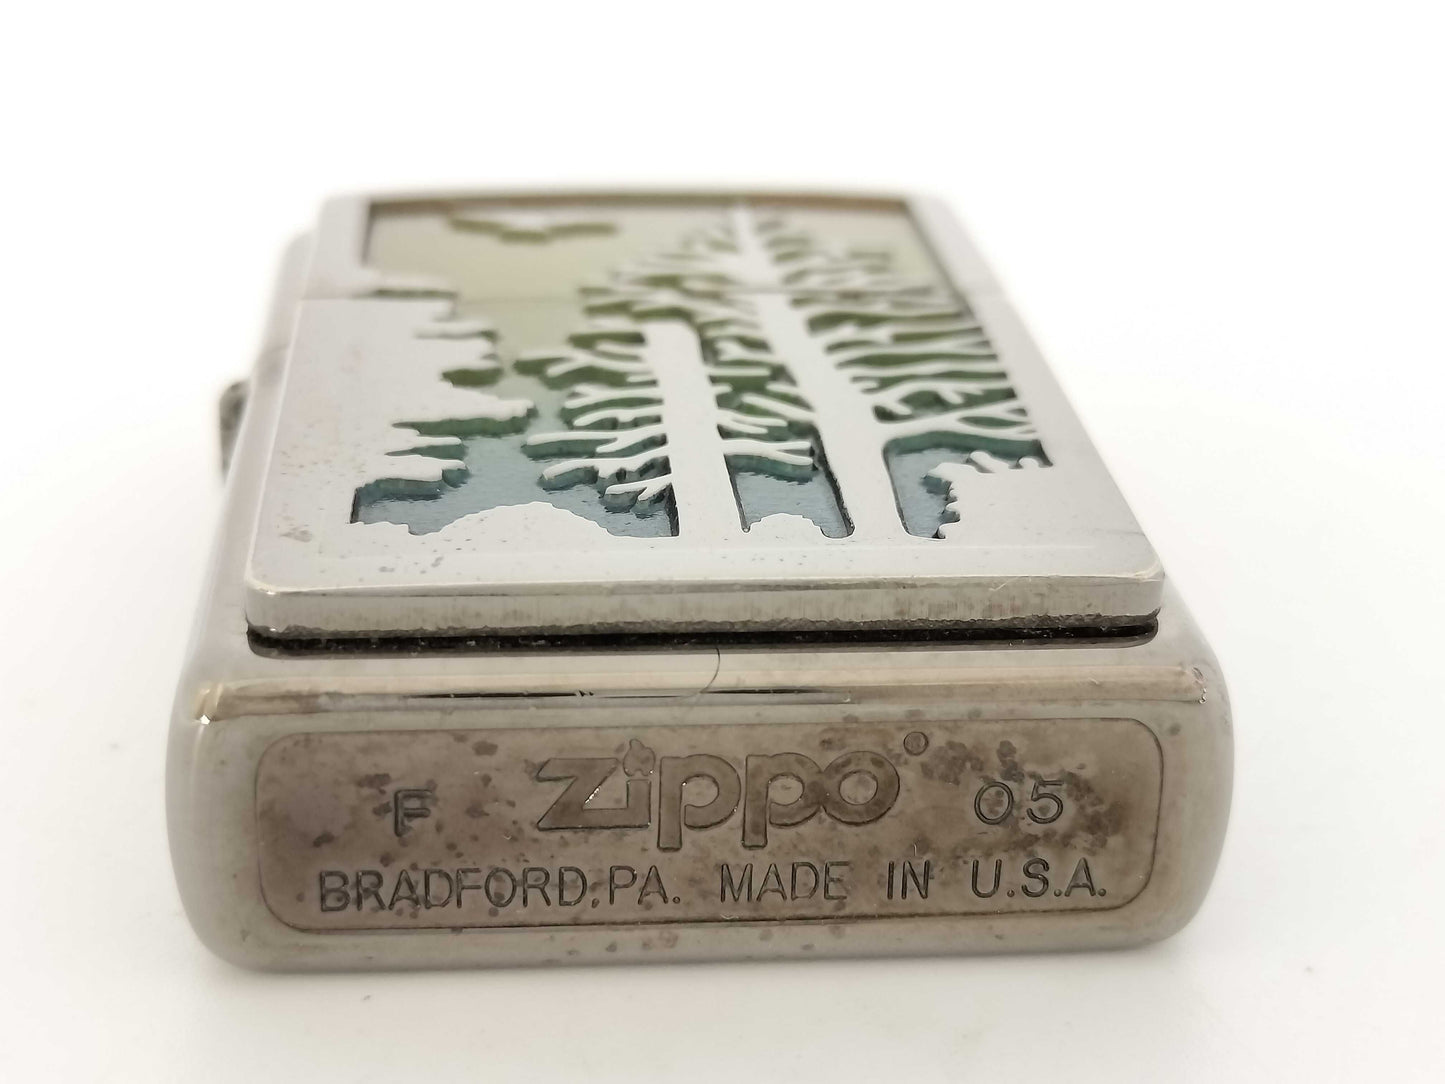 F Zippo® 05
BRADFORD, PA. MADE IN U.S.A.